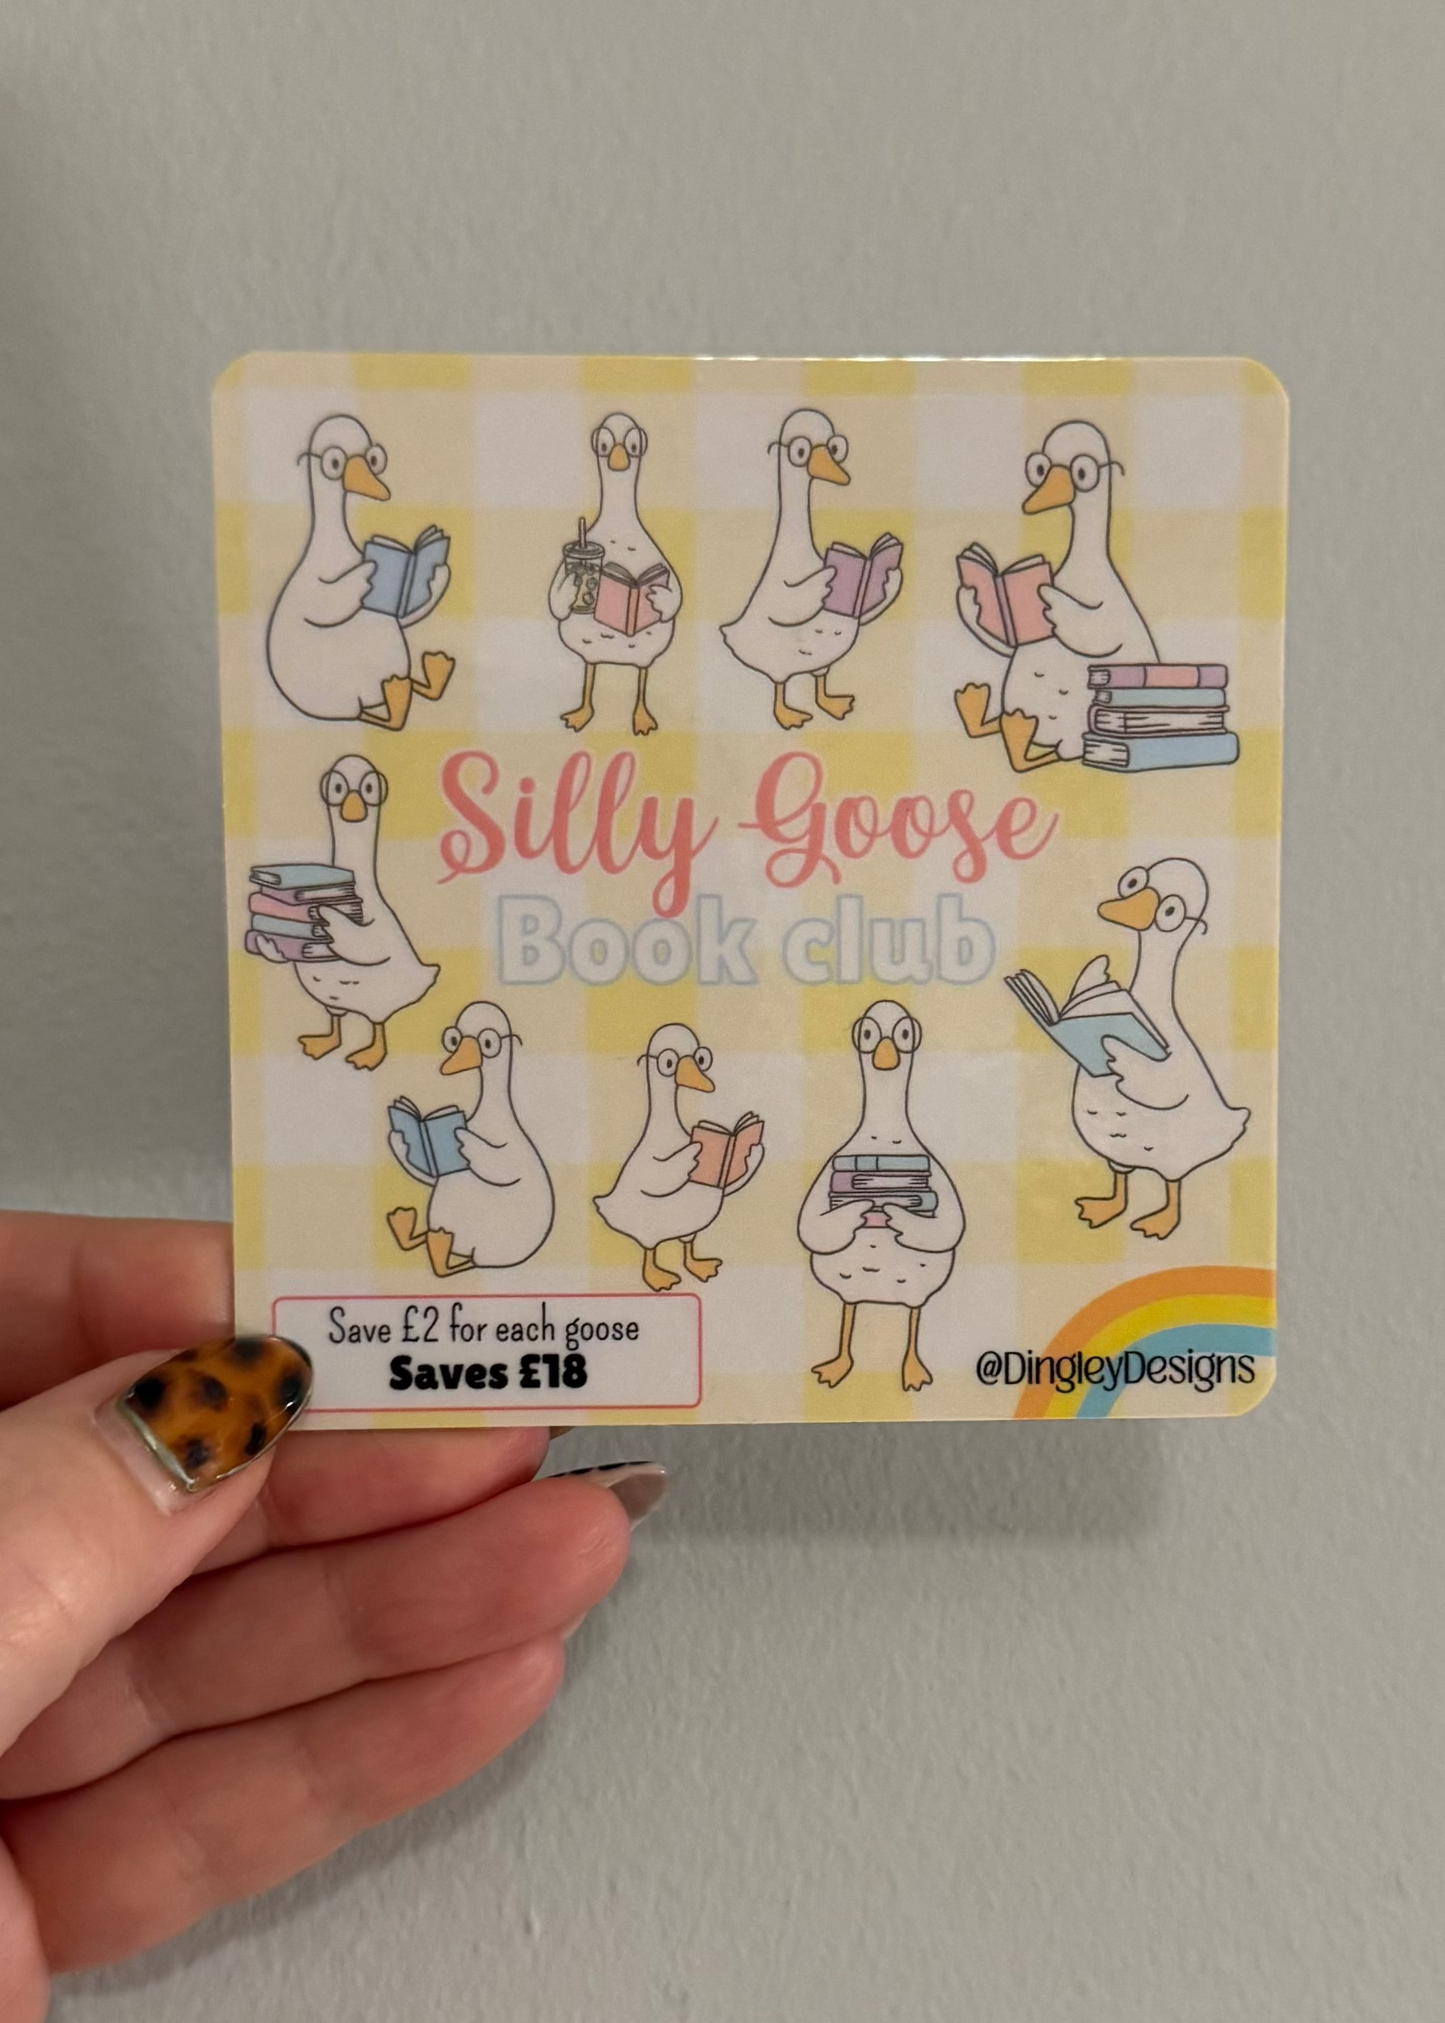 Silly Goose
Book club
Save £2 for each goose
Saves £18
@DingleyDesigns